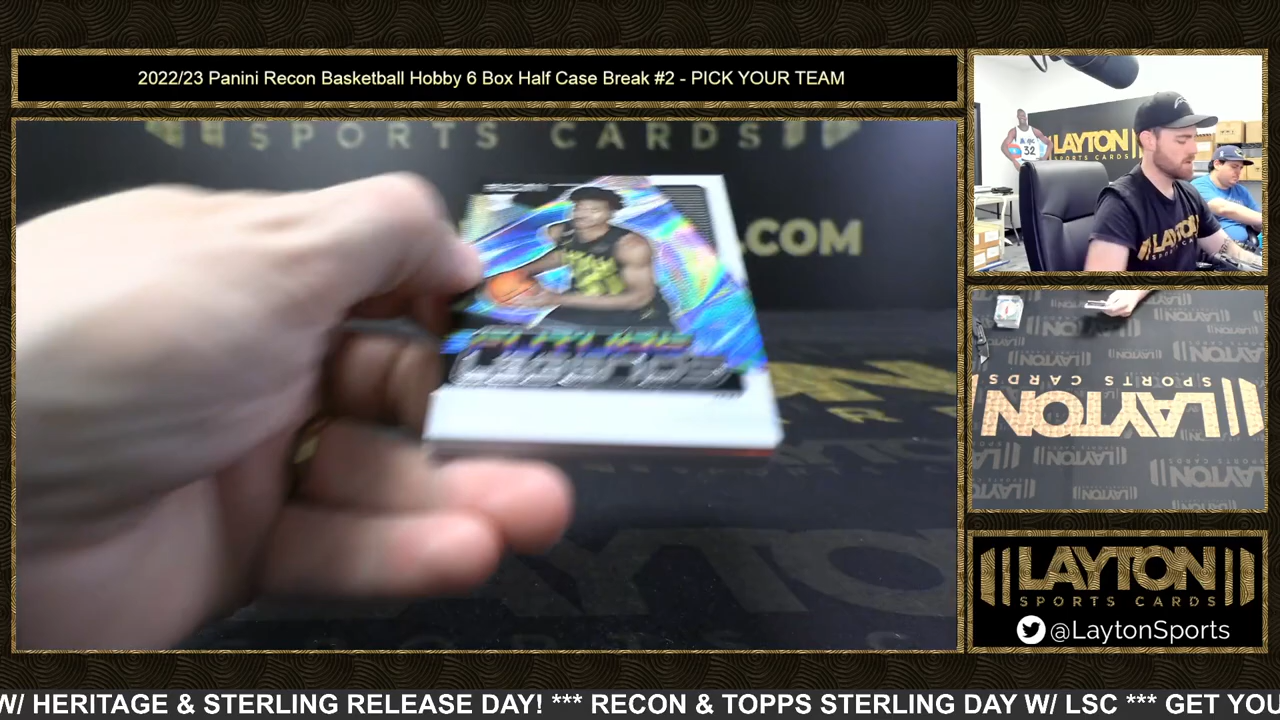 2022/23 Panini Recon Basketball Hobby 6 Box Half Case Break #2 - PICK YOUR TEAM
SPORTS CARDS
.COM
LEGENDS
LAYTON
SPORTS CARDS
32
LAYTON
SPORTS CARDS
LAYTON
SPORTS CARDS
@LaytonSports
W/ HERITAGE & STERLING RELEASE DAY! *** RECON & TOPPS STERLING DAY W/ LSC *** GET YOU